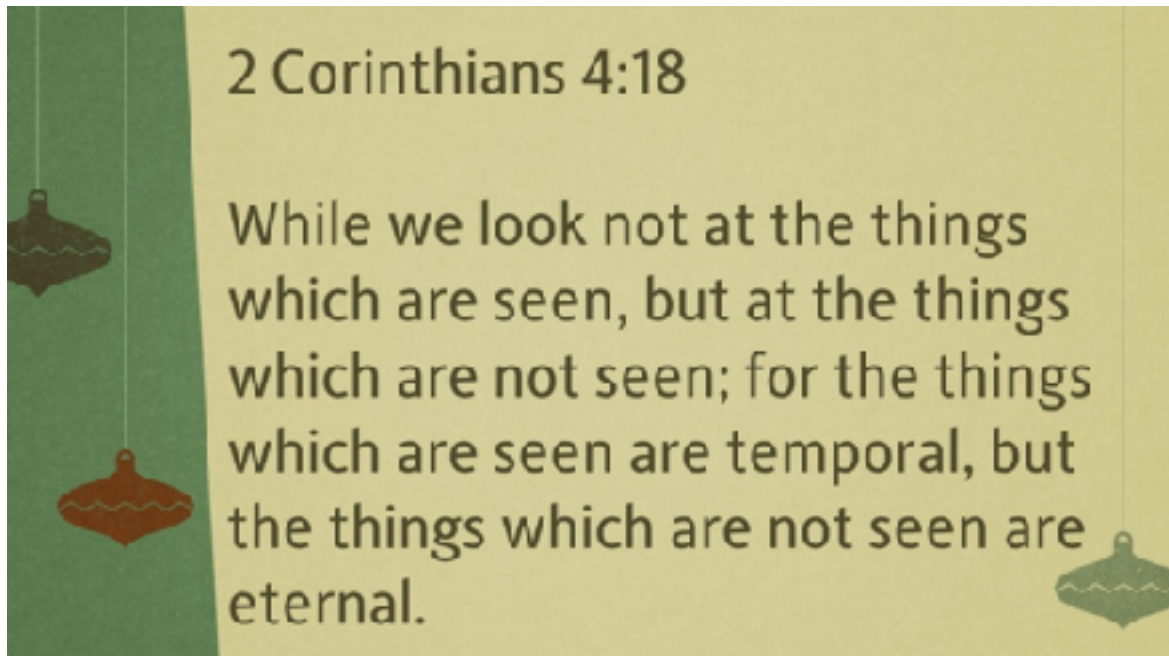 2 Corinthians 4:18
While we look not at the things
which are seen, but at the things
which are not seen; for the things
which are seen are temporal, but
the things which are not seen are
eternal.